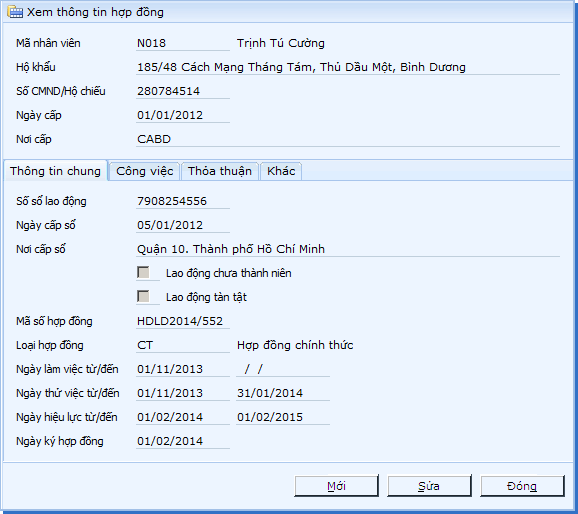 Xem thông tin hợp đồng
Mã nhân viên N018 Trịnh Tú Cường
Hộ khẩu 185/48 Cách Mạng Tháng Tám, Thủ Dầu Một, Bình Dương
Số CMND/Hộ chiếu 280784514
Ngày cấp 01/01/2012
Nơi cấp CABD
Thông tin chung Công việc Thỏa thuận Khác
Số sổ lao động 7908254556
Ngày cấp sổ 05/01/2012
Nơi cấp sổ Quận 10. Thành phố Hồ Chí Minh
Lao động chưa thành niên
Lao động tàn tật
Mã số hợp đồng HDLD2014/552
Loại hợp đồng CT Hợp đồng chính thức
Ngày làm việc từ/đến 01/11/2013 / /
Ngày thử việc từ/đến 01/11/2013 31/01/2014
Ngày hiệu lực từ/đến 01/02/2014 01/02/2015
Ngày ký hợp đồng 01/02/2014
Mới Sửa Đóng